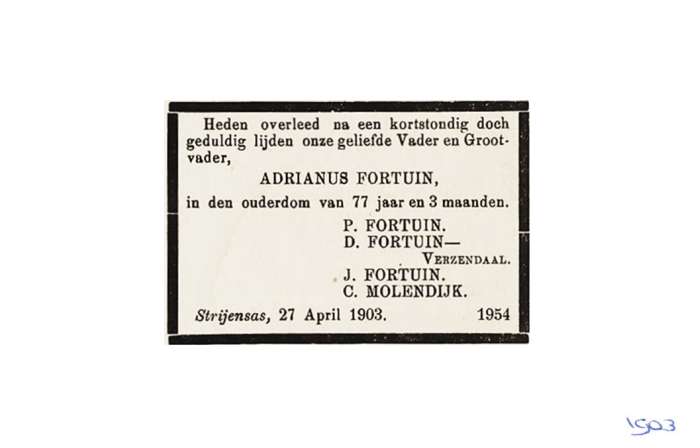 Heden overleed na een kortstondig doch
geduldig lijden onze geliefde Vader en Groot-
vader,
ADRIANUS FORTUIN,
in den ouderdom van 77 jaar en 3 maanden.
P. FORTUIN.
D. FORTUIN—
VERZENDAAL.
J. FORTUIN.
C. MOLENDIJK.
Strijensas, 27 April 1903. 1954
1903